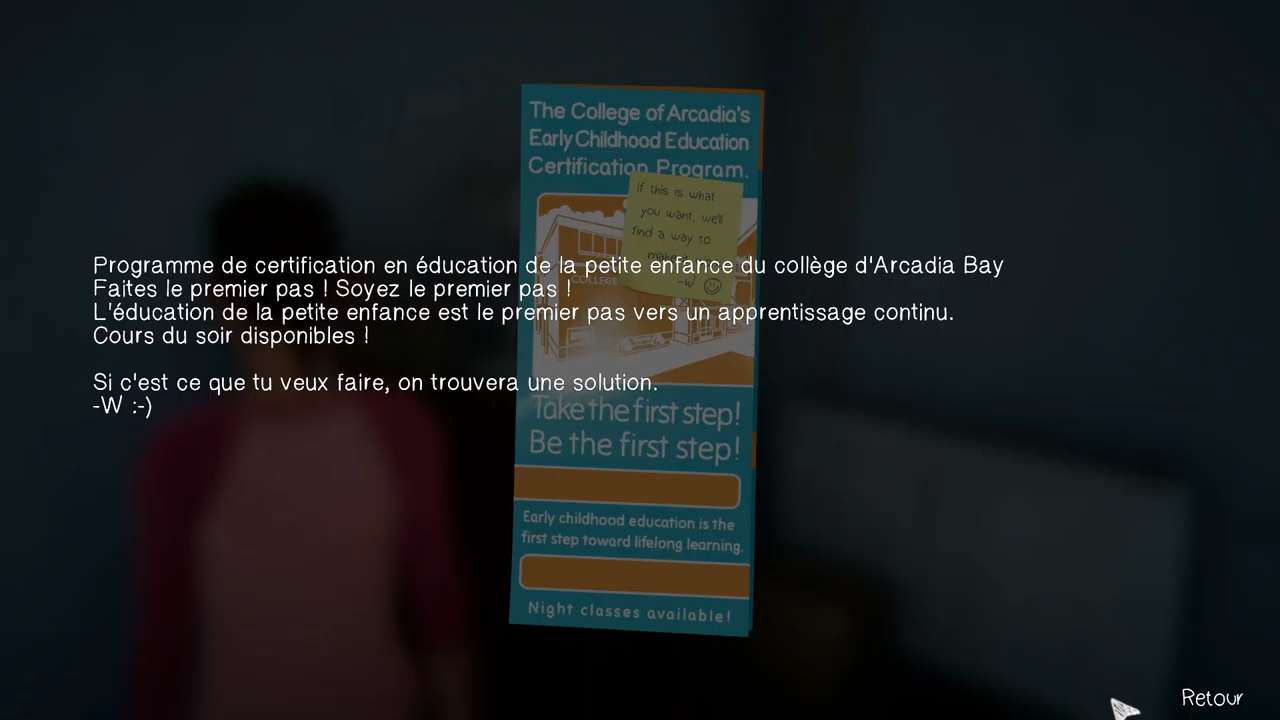 The College of Arcadia's
Early Childhood Education
Certification Program.
If this is what
you want, we'll
find a way to
-W
COLLEGE
Programme de certification en éducation de la petite enfance du collège d'Arcadia Bay
Faites le premier pas ! Soyez le premier pas !
L'éducation de la petite enfance est le premier pas vers un apprentissage continu.
Cours du soir disponibles !
Si c'est ce que tu veux faire, on trouvera une solution.
-W :-)
Take the first step!
Be the first step!
Early childhood education is the
first step toward lifelong learning.
Night classes available!
Retour